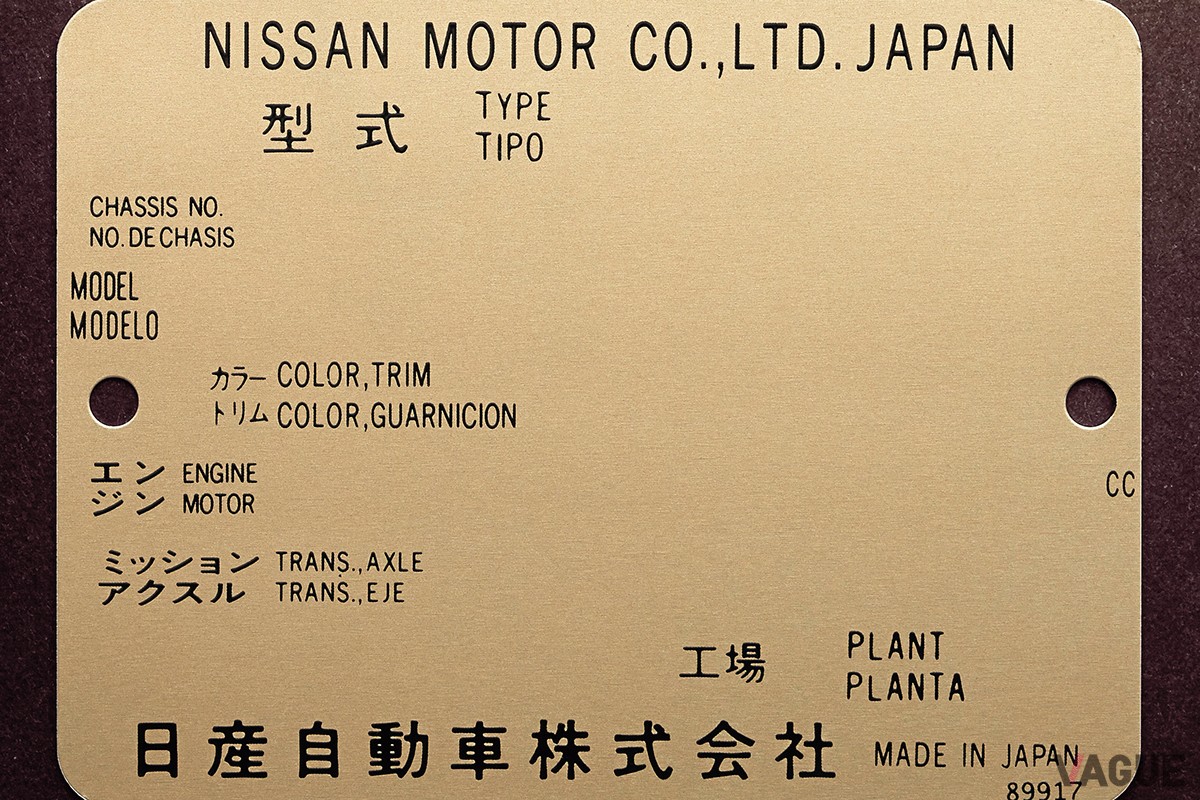 NISSAN MOTOR CO.,LTD. JAPAN
型式 TYPE
TIPO
CHASSIS NO.
NO. DE CHASIS
MODEL
MODELO
カラー COLOR,TRIM
トリム COLOR,GUARNICION
エン ENGINE
ジン MOTOR
CC
ミッション TRANS.,AXLE
アクスル TRANS.,EJE
工場 PLANT
PLANTA
日産自動車株式会社 MADE IN JAPAN
89917
VAGUE